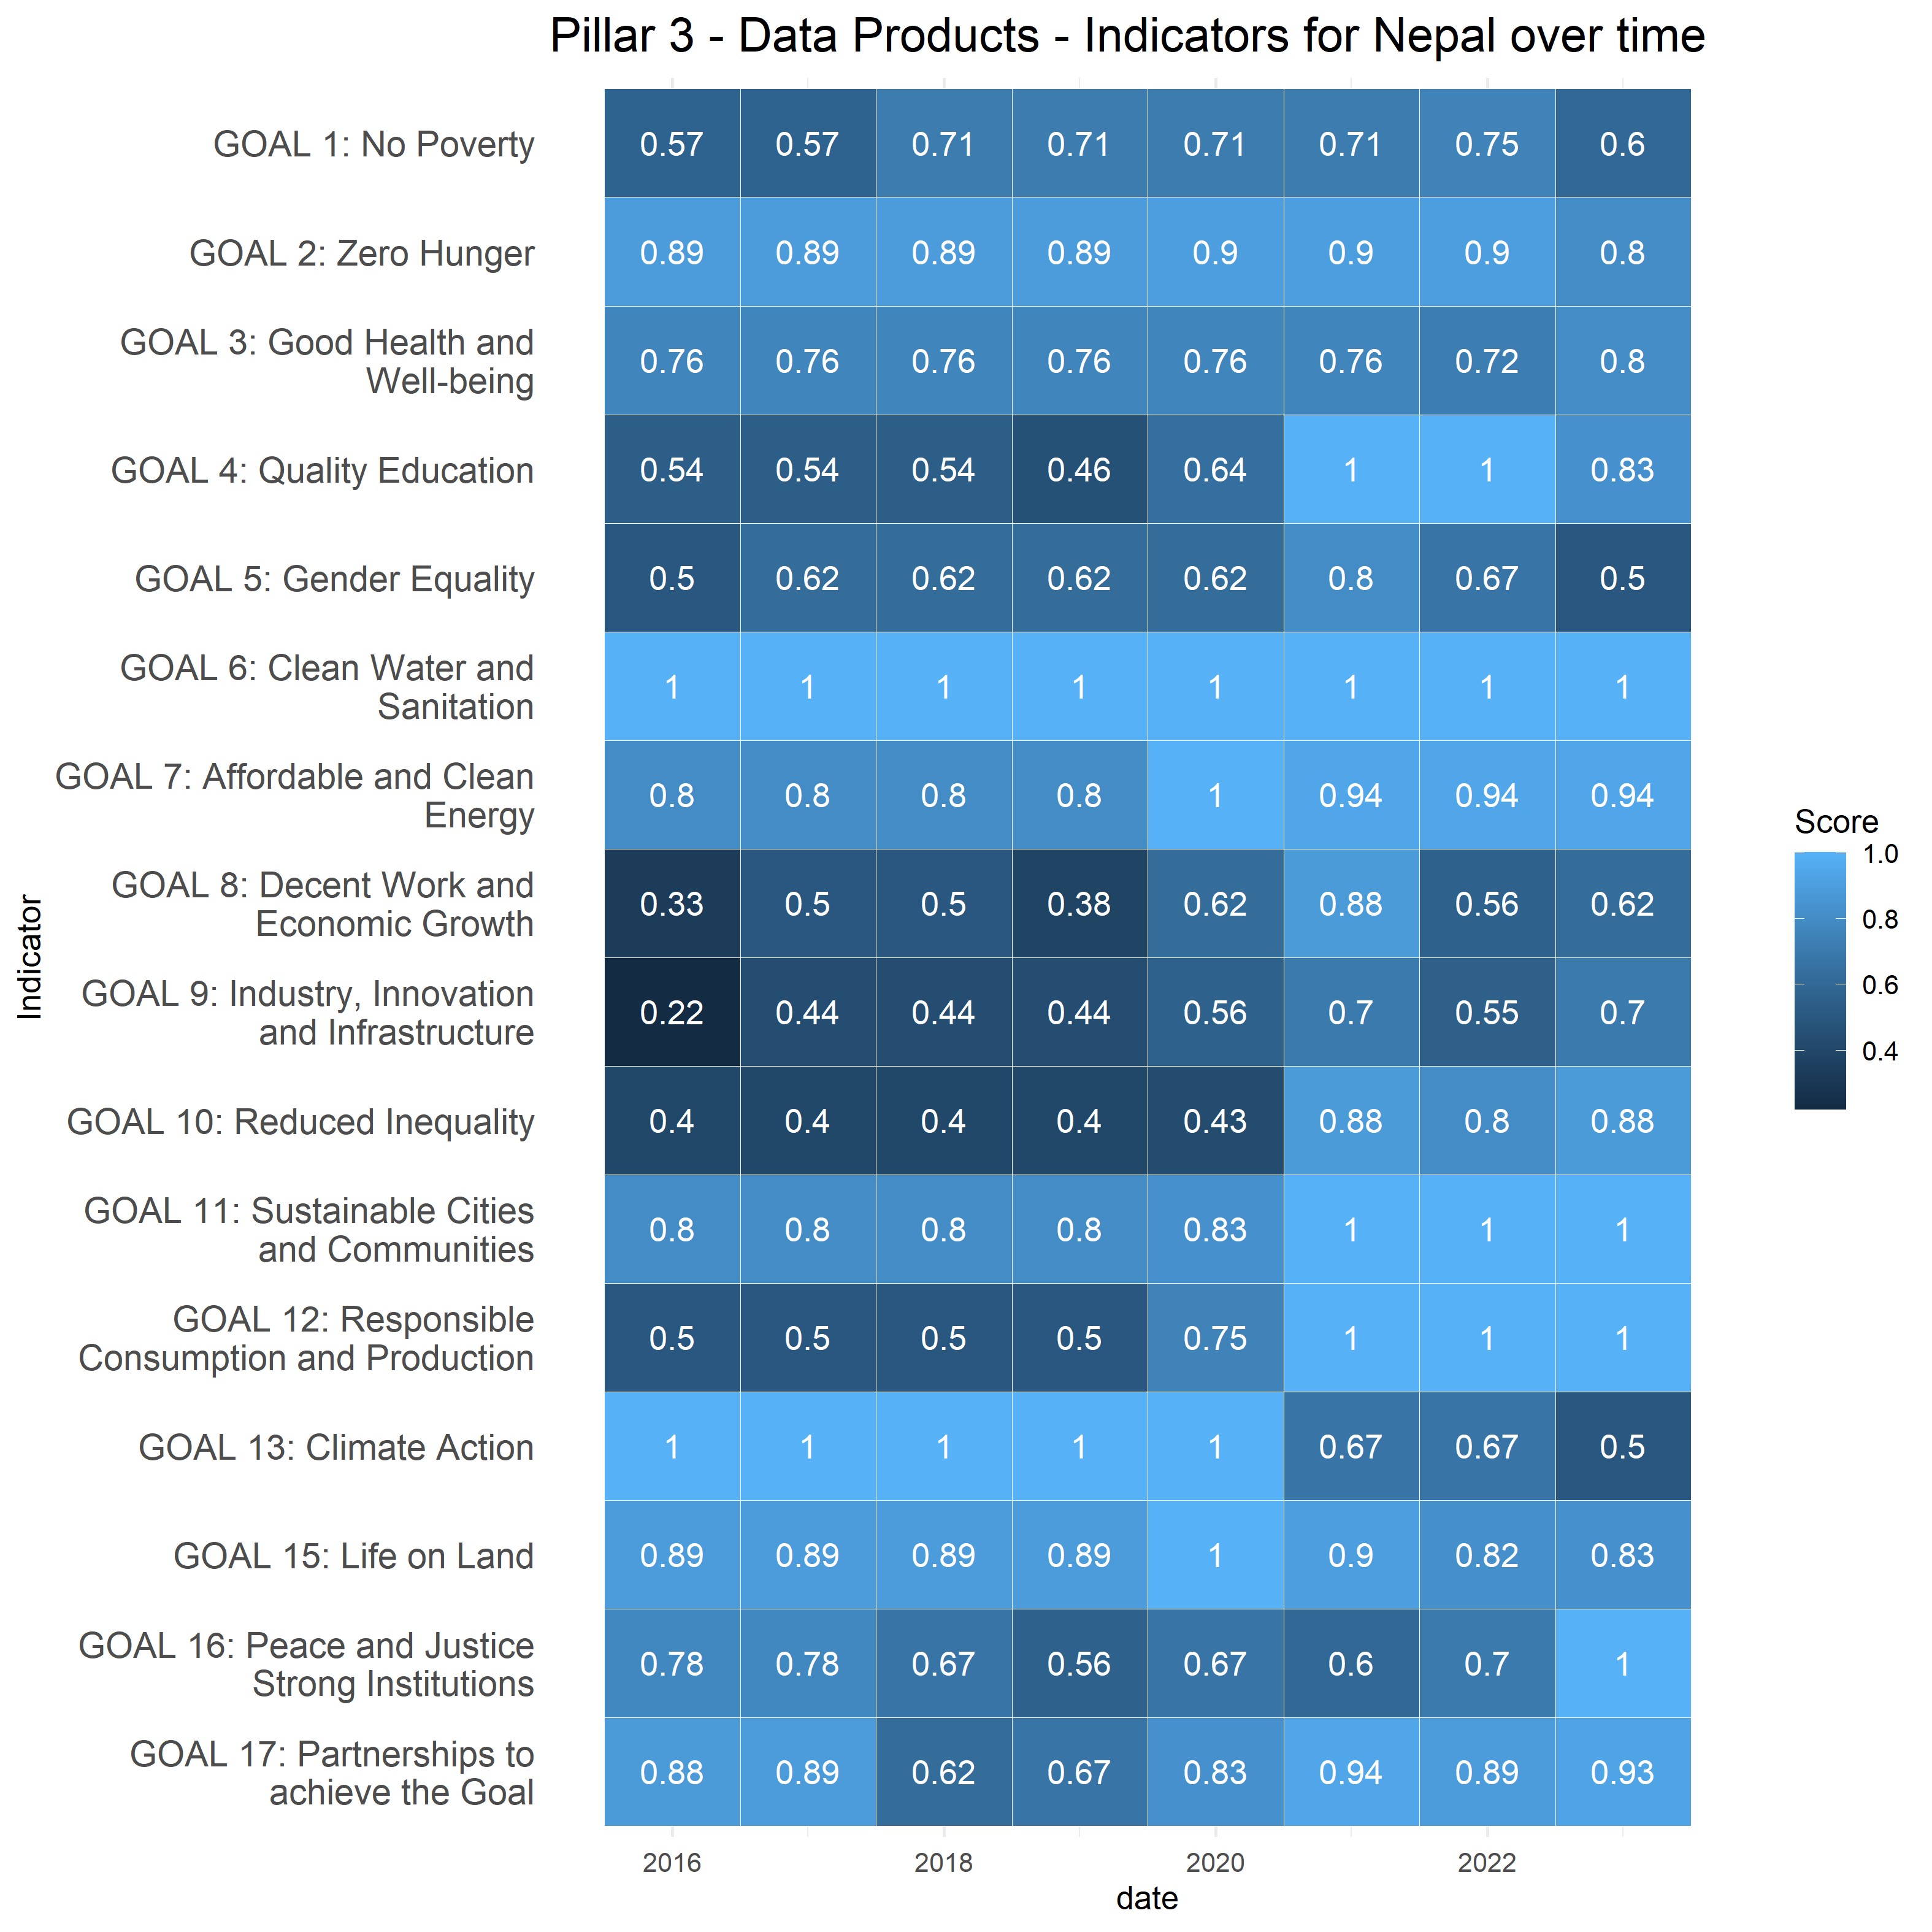 Pillar 3 - Data Products - Indicators for Nepal over time
GOAL 1: No Poverty 0.57 0.57 0.71 0.71 0.71 0.71 0.75 0.6
GOAL 2: Zero Hunger 0.89 0.89 0.89 0.89 0.9 0.9 0.9 0.8
GOAL 3: Good Health and
Well-being
0.76 0.76 0.76 0.76 0.76 0.76 0.72 0.8
GOAL 4: Quality Education 0.54 0.54 0.54 0.46 0.64 1 1 0.83
GOAL 5: Gender Equality 0.5 0.62 0.62 0.62 0.62 0.8 0.67 0.5
GOAL 6: Clean Water and
Sanitation
1 1 1 1 1 1 1 1
GOAL 7: Affordable and Clean
Energy
0.8 0.8 0.8 0.8 1 0.94 0.94 0.94
GOAL 8: Decent Work and
Economic Growth
0.33 0.5 0.5 0.38 0.62 0.88 0.56 0.62
GOAL 9: Industry, Innovation
and Infrastructure
0.22 0.44 0.44 0.44 0.56 0.7 0.55 0.7
GOAL 10: Reduced Inequality 0.4 0.4 0.4 0.4 0.43 0.88 0.8 0.88
GOAL 11: Sustainable Cities
and Communities
0.8 0.8 0.8 0.8 0.83 1 1 1
GOAL 12: Responsible
Consumption and Production
0.5 0.5 0.5 0.5 0.75 1 1 1
GOAL 13: Climate Action 1 1 1 1 1 0.67 0.67 0.5
GOAL 15: Life on Land 0.89 0.89 0.89 0.89 1 0.9 0.82 0.83
GOAL 16: Peace and Justice
Strong Institutions
0.78 0.78 0.67 0.56 0.67 0.6 0.7 1
GOAL 17: Partnerships to
achieve the Goal
0.88 0.89 0.62 0.67 0.83 0.94 0.89 0.93
2016 2018 2020 2022
date
Indicator
Score
1.0
0.8
0.6
0.4